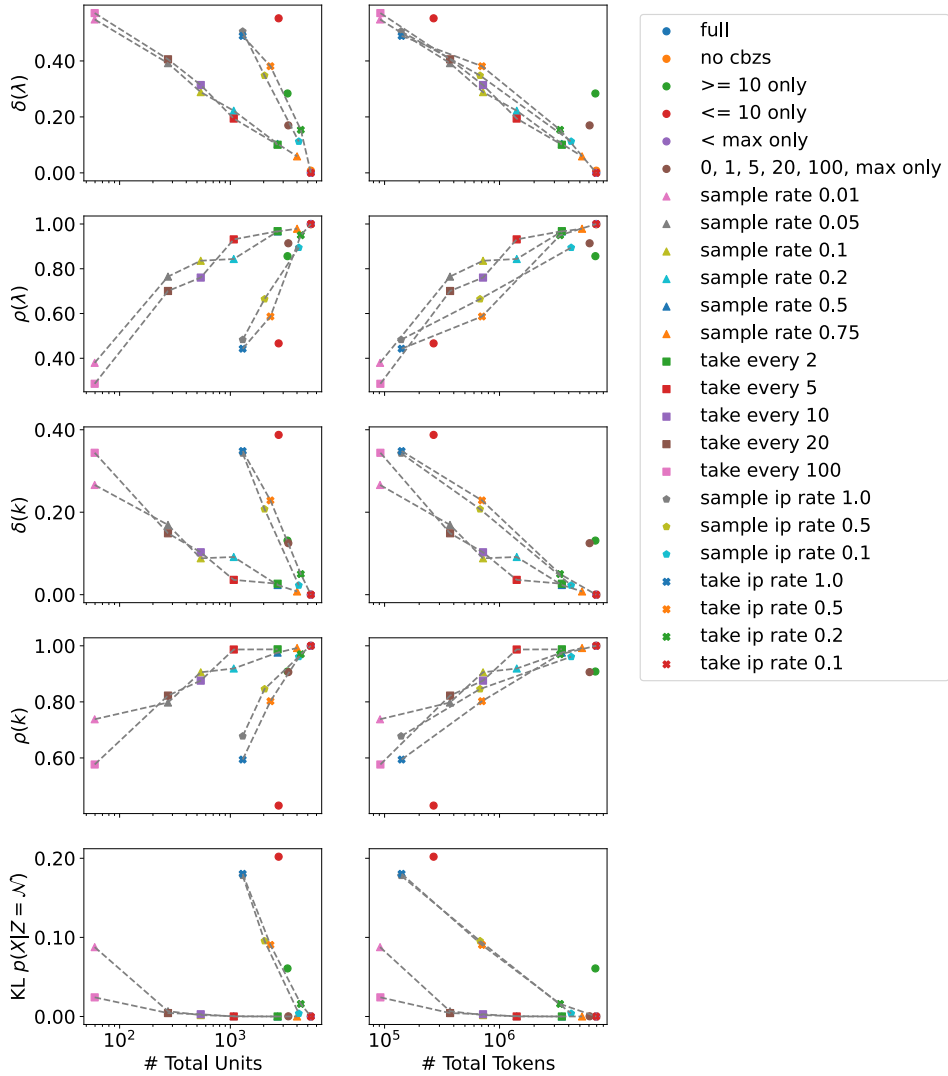 δ(λ)
0.40
0.20
0.00
ρ(λ)
1.00
0.80
0.60
0.40
δ(k)
0.40
0.20
0.00
ρ(k)
1.00
0.80
0.60
KL p(X|Z = 𝒩)
0.20
0.10
0.00
10²
10³
# Total Units
10⁵
10⁶
# Total Tokens
full
no cbzs
>= 10 only
<= 10 only
< max only
0, 1, 5, 20, 100, max only
sample rate 0.01
sample rate 0.05
sample rate 0.1
sample rate 0.2
sample rate 0.5
sample rate 0.75
take every 2
take every 5
take every 10
take every 20
take every 100
sample ip rate 1.0
sample ip rate 0.5
sample ip rate 0.1
take ip rate 1.0
take ip rate 0.5
take ip rate 0.2
take ip rate 0.1